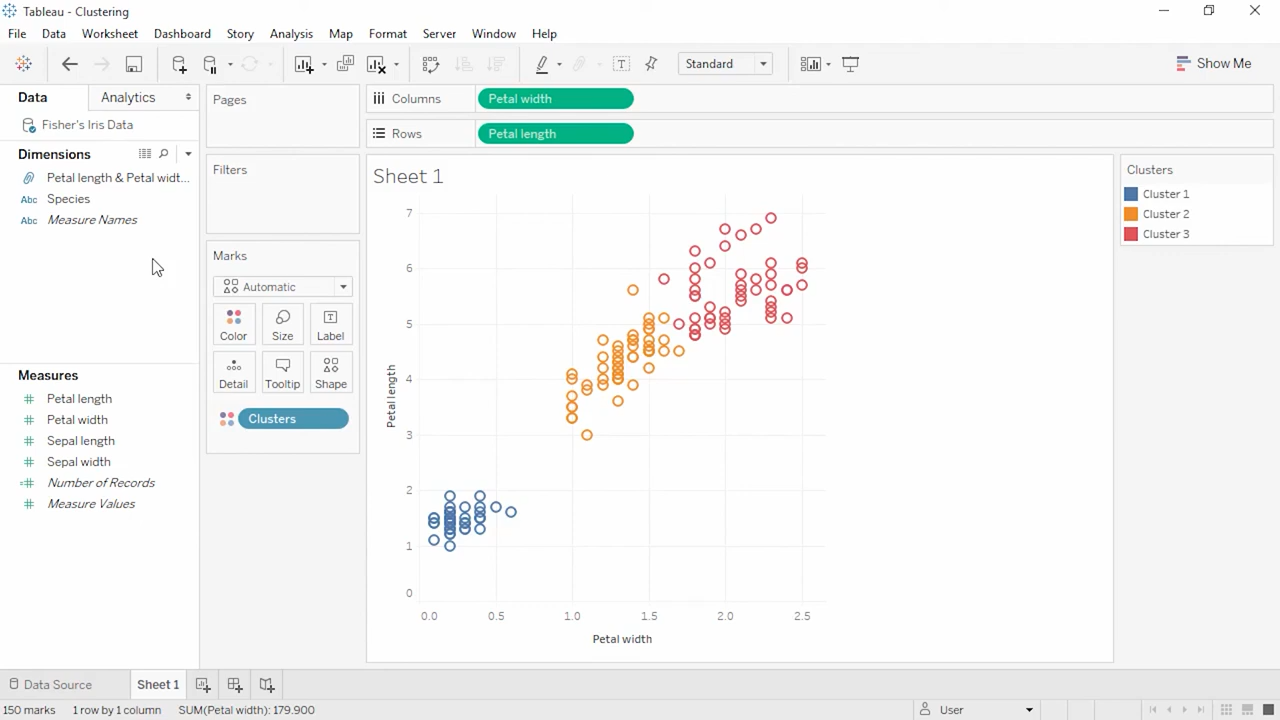 Tableau - Clustering
File Data Worksheet Dashboard Story Analysis Map Format Server Window Help
Standard
Show Me
Data
Analytics
Fisher's Iris Data
Dimensions
Petal length & Petal widt...
Abc Species
Abc Measure Names
Measures
Petal length
Petal width
Sepal length
Sepal width
Number of Records
Measure Values
Pages
Filters
Marks
Automatic
Color
Size
Label
Detail
Tooltip
Shape
Clusters
Columns
Petal width
Rows
Petal length
Sheet 1
7
6
5
4
3
2
1
0
Petal length
0.0 0.5 1.0 1.5 2.0 2.5
Petal width
Clusters
Cluster 1
Cluster 2
Cluster 3
Data Source
Sheet 1
150 marks 1 row by 1 column SUM(Petal width): 179.900
User